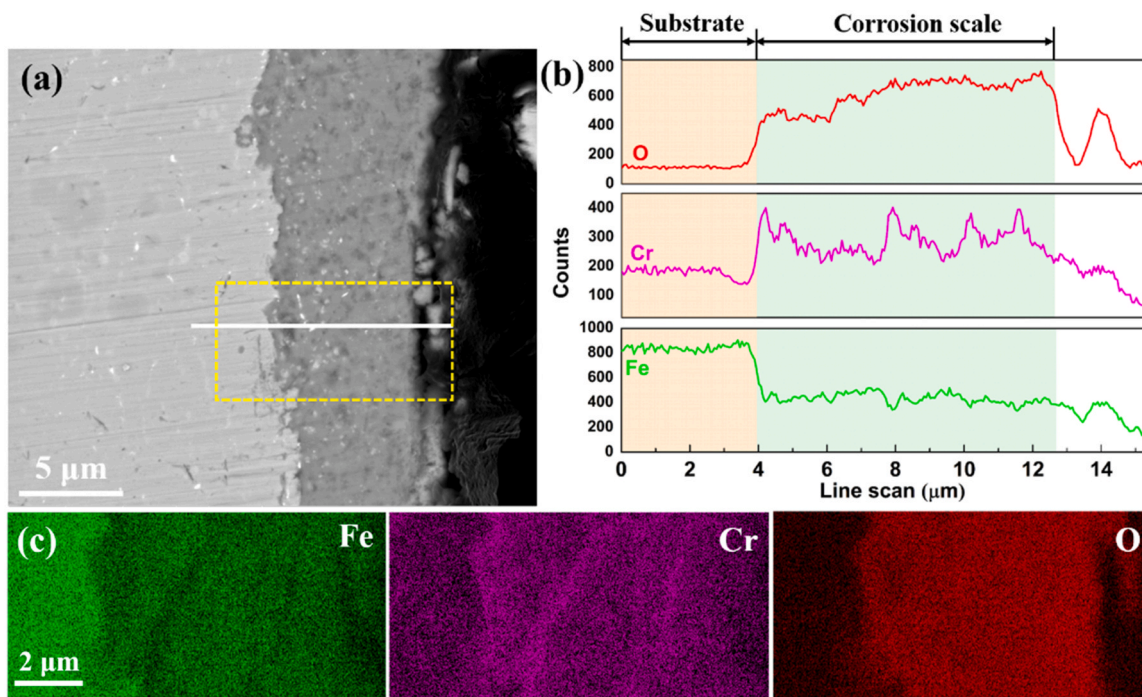 Substrate
Corrosion scale
(a)
(b)
800
600
400
200
0
O
400
300
200
100
Cr
1000
800
600
400
200
0
Fe
Counts
0 2 4 6 8 10 12 14
Line scan (μm)
5 μm
(c)
Fe
Cr
O
2 μm